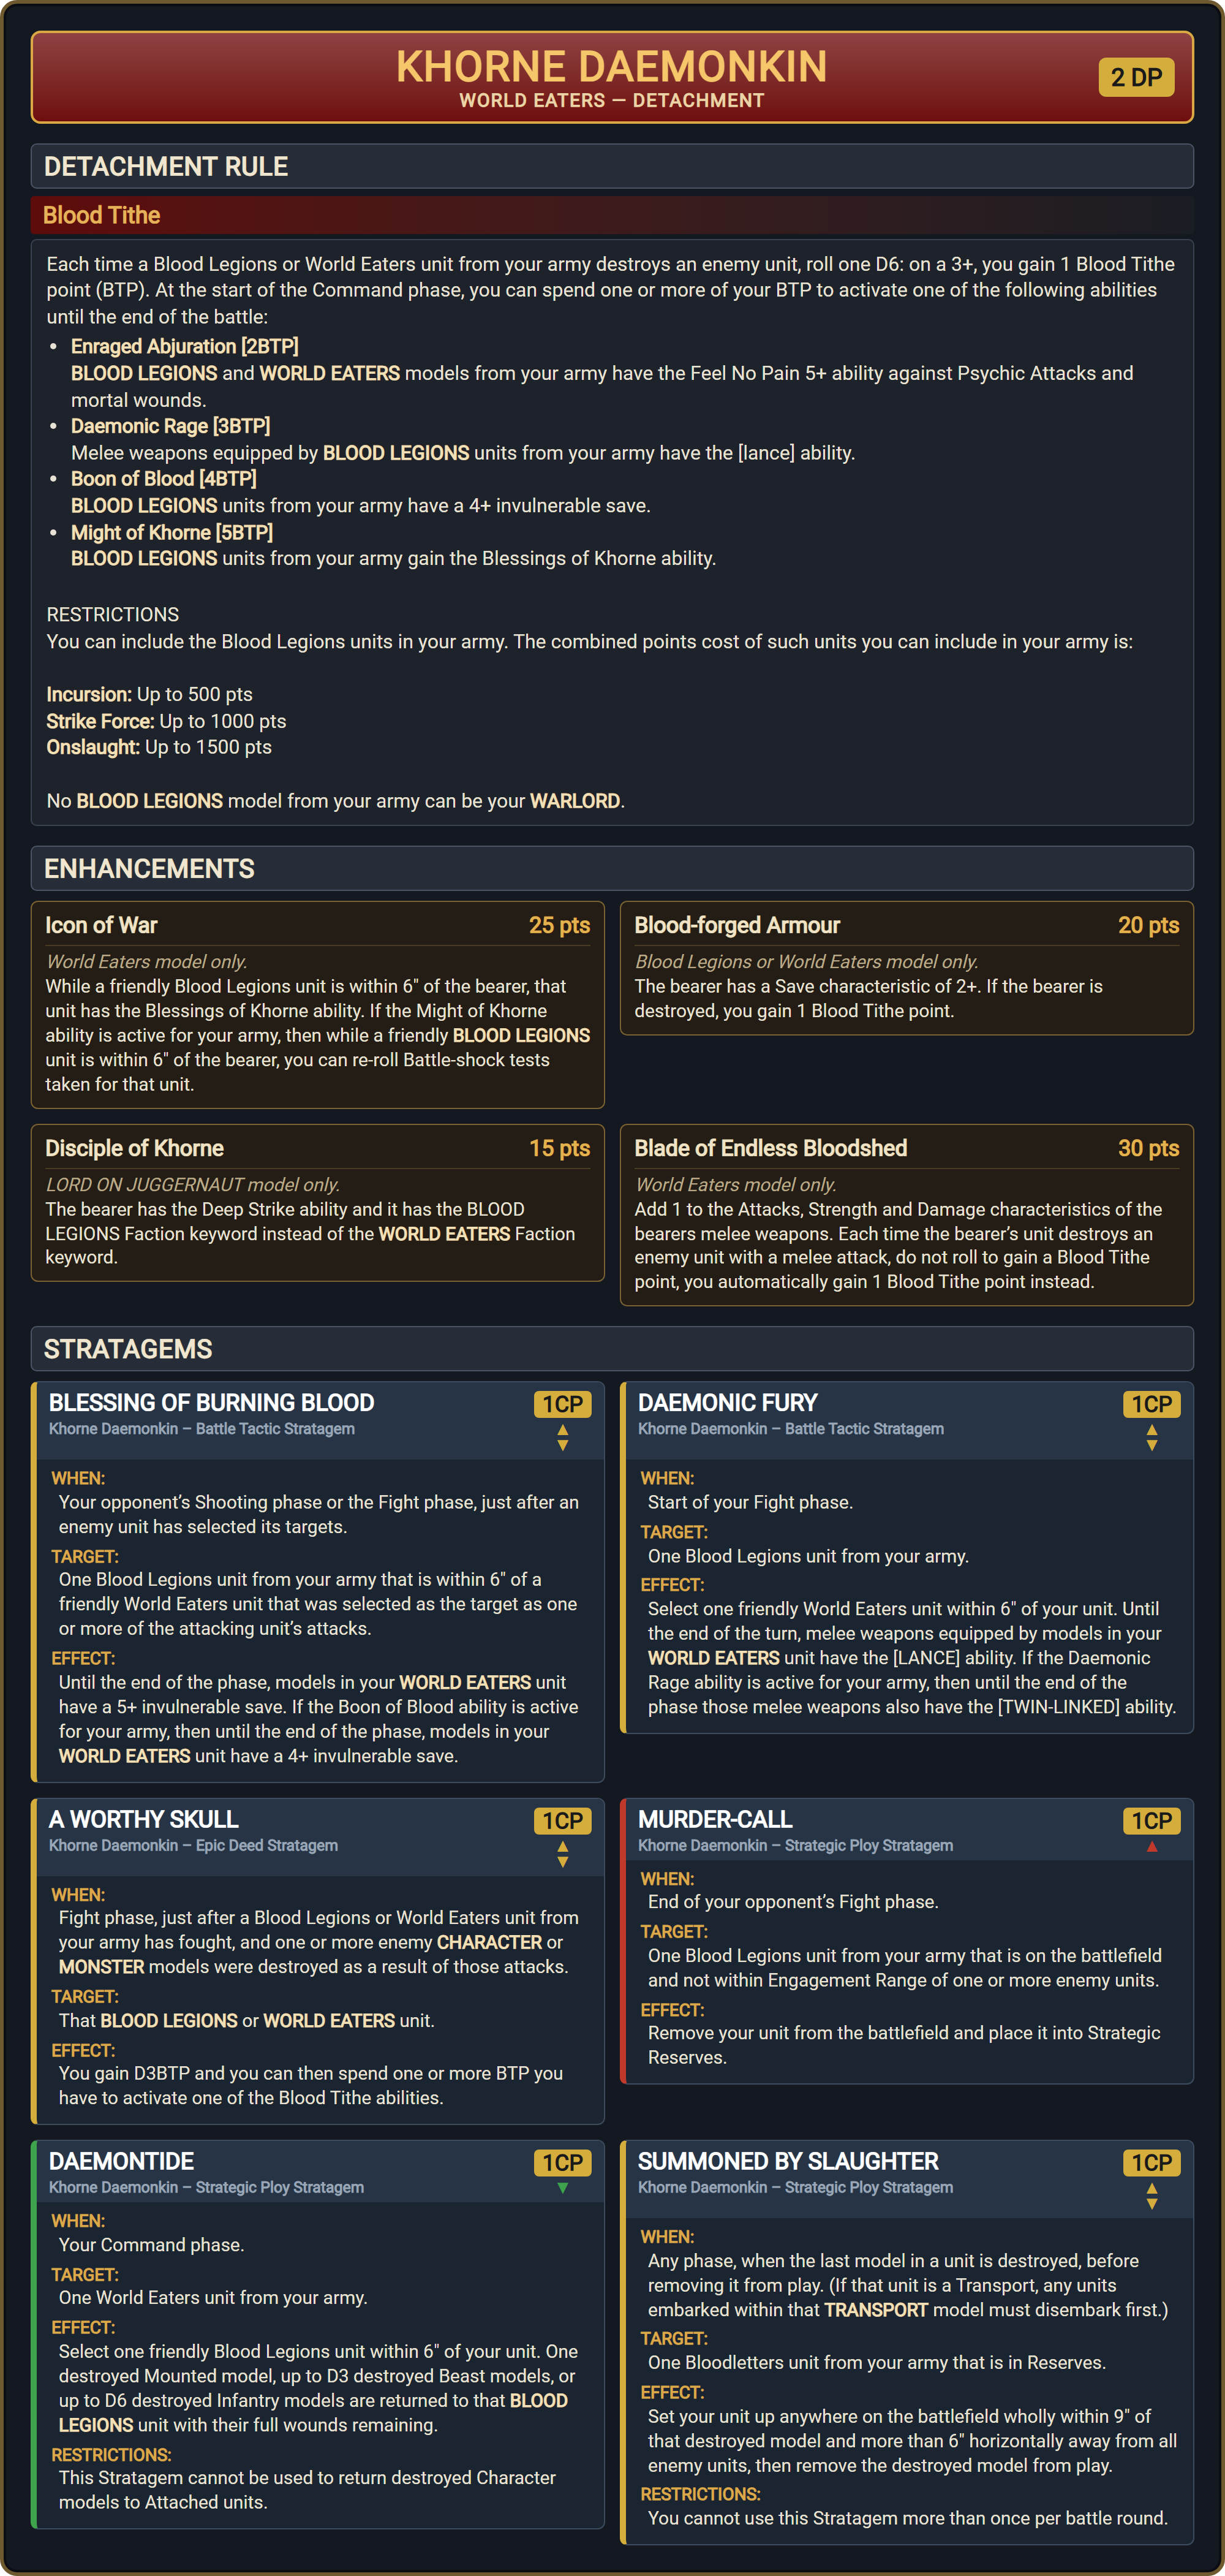 KHORNE DAEMONKIN
WORLD EATERS — DETACHMENT
2 DP
DETACHMENT RULE
Blood Tithe
Each time a Blood Legions or World Eaters unit from your army destroys an enemy unit, roll one D6: on a 3+, you gain 1 Blood Tithe
point (BTP). At the start of the Command phase, you can spend one or more of your BTP to activate one of the following abilities
until the end of the battle:
• Enraged Abjuration [2BTP]
BLOOD LEGIONS and WORLD EATERS models from your army have the Feel No Pain 5+ ability against Psychic Attacks and
mortal wounds.
• Daemonic Rage [3BTP]
Melee weapons equipped by BLOOD LEGIONS units from your army have the [lance] ability.
• Boon of Blood [4BTP]
BLOOD LEGIONS units from your army have a 4+ invulnerable save.
• Might of Khorne [5BTP]
BLOOD LEGIONS units from your army gain the Blessings of Khorne ability.
RESTRICTIONS
You can include the Blood Legions units in your army. The combined points cost of such units you can include in your army is:
Incursion: Up to 500 pts
Strike Force: Up to 1000 pts
Onslaught: Up to 1500 pts
No BLOOD LEGIONS model from your army can be your WARLORD.
ENHANCEMENTS
Icon of War 25 pts
World Eaters model only.
While a friendly Blood Legions unit is within 6" of the bearer, that
unit has the Blessings of Khorne ability. If the Might of Khorne
ability is active for your army, then while a friendly BLOOD LEGIONS
unit is within 6" of the bearer, you can re-roll Battle-shock tests
taken for that unit.
Blood-forged Armour 20 pts
Blood Legions or World Eaters model only.
The bearer has a Save characteristic of 2+. If the bearer is
destroyed, you gain 1 Blood Tithe point.
Disciple of Khorne 15 pts
LORD ON JUGGERNAUT model only.
The bearer has the Deep Strike ability and it has the BLOOD
LEGIONS Faction keyword instead of the WORLD EATERS Faction
keyword.
Blade of Endless Bloodshed 30 pts
World Eaters model only.
Add 1 to the Attacks, Strength and Damage characteristics of the
bearers melee weapons. Each time the bearer’s unit destroys an
enemy unit with a melee attack, do not roll to gain a Blood Tithe
point, you automatically gain 1 Blood Tithe point instead.
STRATAGEMS
BLESSING OF BURNING BLOOD 1CP
Khorne Daemonkin – Battle Tactic Stratagem
WHEN:
Your opponent’s Shooting phase or the Fight phase, just after an
enemy unit has selected its targets.
TARGET:
One Blood Legions unit from your army that is within 6" of a
friendly World Eaters unit that was selected as the target as one
or more of the attacking unit’s attacks.
EFFECT:
Until the end of the phase, models in your WORLD EATERS unit
have a 5+ invulnerable save. If the Boon of Blood ability is active
for your army, then until the end of the phase, models in your
WORLD EATERS unit have a 4+ invulnerable save.
DAEMONIC FURY 1CP
Khorne Daemonkin – Battle Tactic Stratagem
WHEN:
Start of your Fight phase.
TARGET:
One Blood Legions unit from your army.
EFFECT:
Select one friendly World Eaters unit within 6" of your unit. Until
the end of the turn, melee weapons equipped by models in your
WORLD EATERS unit have the [LANCE] ability. If the Daemonic
Rage ability is active for your army, then until the end of the
phase those melee weapons also have the [TWIN-LINKED] ability.
A WORTHY SKULL 1CP
Khorne Daemonkin – Epic Deed Stratagem
WHEN:
Fight phase, just after a Blood Legions or World Eaters unit from
your army has fought, and one or more enemy CHARACTER or
MONSTER models were destroyed as a result of those attacks.
TARGET:
That BLOOD LEGIONS or WORLD EATERS unit.
EFFECT:
You gain D3BTP and you can then spend one or more BTP you
have to activate one of the Blood Tithe abilities.
MURDER-CALL 1CP
Khorne Daemonkin – Strategic Ploy Stratagem
WHEN:
End of your opponent’s Fight phase.
TARGET:
One Blood Legions unit from your army that is on the battlefield
and not within Engagement Range of one or more enemy units.
EFFECT:
Remove your unit from the battlefield and place it into Strategic
Reserves.
DAEMONTIDE 1CP
Khorne Daemonkin – Strategic Ploy Stratagem
WHEN:
Your Command phase.
TARGET:
One World Eaters unit from your army.
EFFECT:
Select one friendly Blood Legions unit within 6" of your unit. One
destroyed Mounted model, up to D3 destroyed Beast models, or
up to D6 destroyed Infantry models are returned to that BLOOD
LEGIONS unit with their full wounds remaining.
RESTRICTIONS:
This Stratagem cannot be used to return destroyed Character
models to Attached units.
SUMMONED BY SLAUGHTER 1CP
Khorne Daemonkin – Strategic Ploy Stratagem
WHEN:
Any phase, when the last model in a unit is destroyed, before
removing it from play. (If that unit is a Transport, any units
embarked within that TRANSPORT model must disembark first.)
TARGET:
One Bloodletters unit from your army that is in Reserves.
EFFECT:
Set your unit up anywhere on the battlefield wholly within 9" of
that destroyed model and more than 6" horizontally away from all
enemy units, then remove the destroyed model from play.
RESTRICTIONS:
You cannot use this Stratagem more than once per battle round.